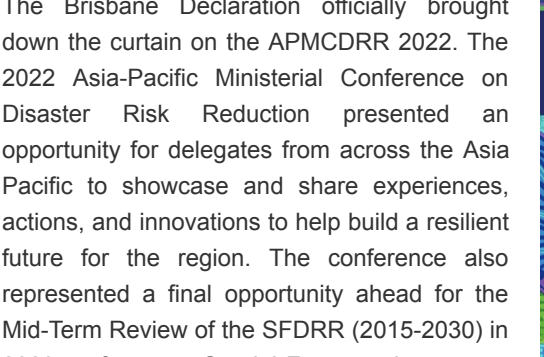 The Brisbane Declaration officially brought
down the curtain on the APMCDRR 2022. The
2022 Asia-Pacific Ministerial Conference on
Disaster Risk Reduction presented an
opportunity for delegates from across the Asia
Pacific to showcase and share experiences,
actions, and innovations to help build a resilient
future for the region. The conference also
represented a final opportunity ahead for the
Mid-Term Review of the SFDRR (2015-2030) in